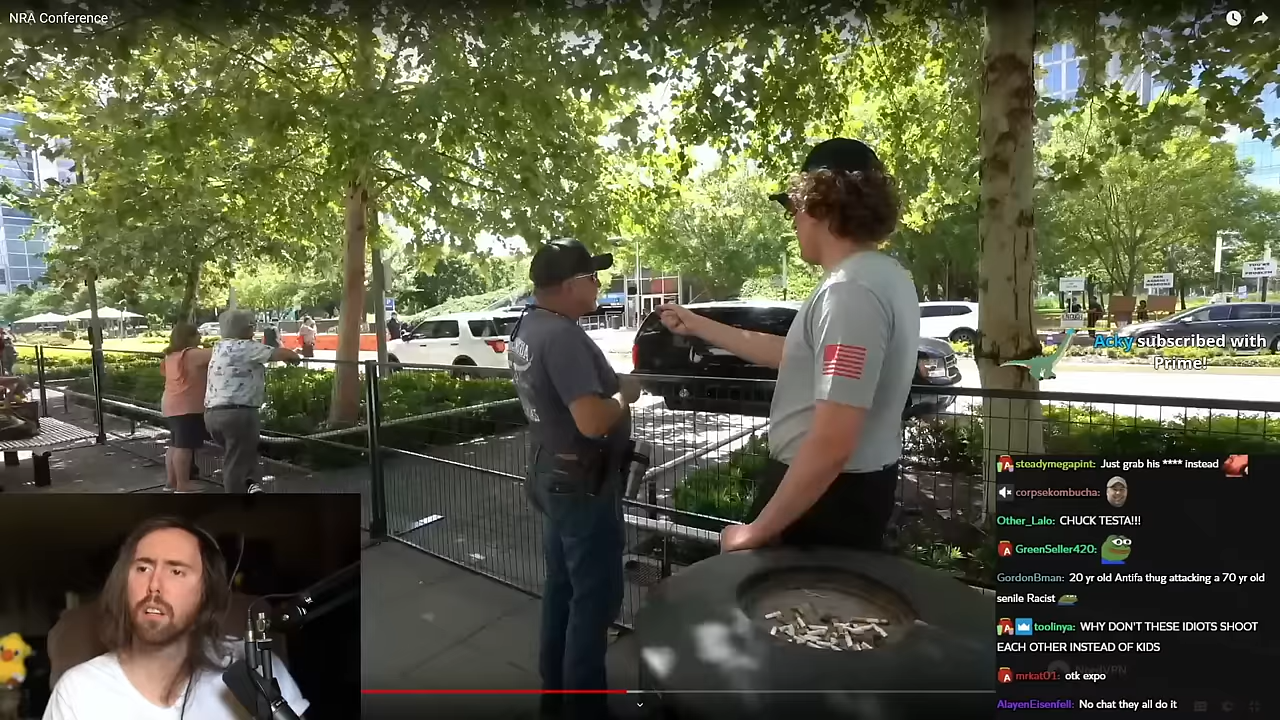 NRA Conference
Acky subscribed with
Prime!
steadymegapint: Just grab his **** instead
corpsekombucha:
Other_Lalo: CHUCK TESTA!!!
GreenSeller420:
GordonBman: 20 yr old Antifa thug attacking a 70 yr old
senile Racist
toolinya: WHY DON'T THESE IDIOTS SHOOT
EACH OTHER INSTEAD OF KIDS
mrkat01: otk expo
AlayenEisenfell: No chat they all do it